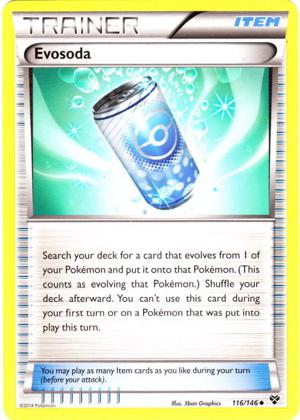 TRAINER
ITEM
Evosoda
Search your deck for a card that evolves from 1 of
your Pokémon and put it onto that Pokémon. (This
counts as evolving that Pokémon.) Shuffle your
deck afterward. You can't use this card during
your first turn or on a Pokémon that was put into
play this turn.
You may play as many Item cards as you like during your turn
(before your attack).
©2014 Pokémon
Illus. 5ban Graphics
116/146
XY